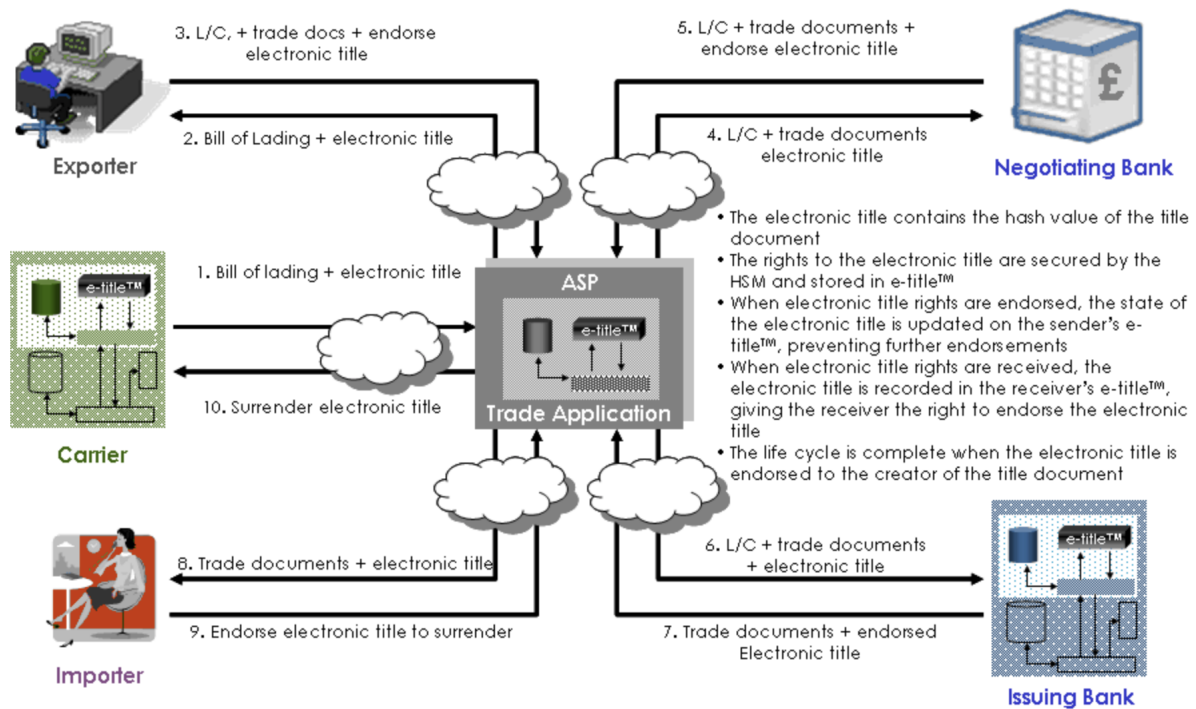 3. L/C, + trade docs + endorse
electronic title
2. Bill of Lading + electronic title
Exporter
5. L/C + trade documents +
endorse electronic title
£
4. L/C + trade documents
electronic title
Negotiating Bank
• The electronic title contains the hash value of the title
document
• The rights to the electronic title are secured by the
HSM and stored in e-title™
• When electronic title rights are endorsed, the state of
the electronic title is updated on the sender's e-
title™, preventing further endorsements
• When electronic title rights are received, the
electronic title is recorded in the receiver's e-title™,
giving the receiver the right to endorse the electronic
title
• The life cycle is complete when the electronic title is
endorsed to the creator of the title document
e-title™
Carrier
1. Bill of lading + electronic title
10. Surrender electronic title
ASP
e-title™
Trade Application
8. Trade documents + electronic title
9. Endorse electronic title to surrender
Importer
6. L/C + trade documents
+ electronic title
7. Trade documents + endorsed
Electronic title
e-title™
Issuing Bank